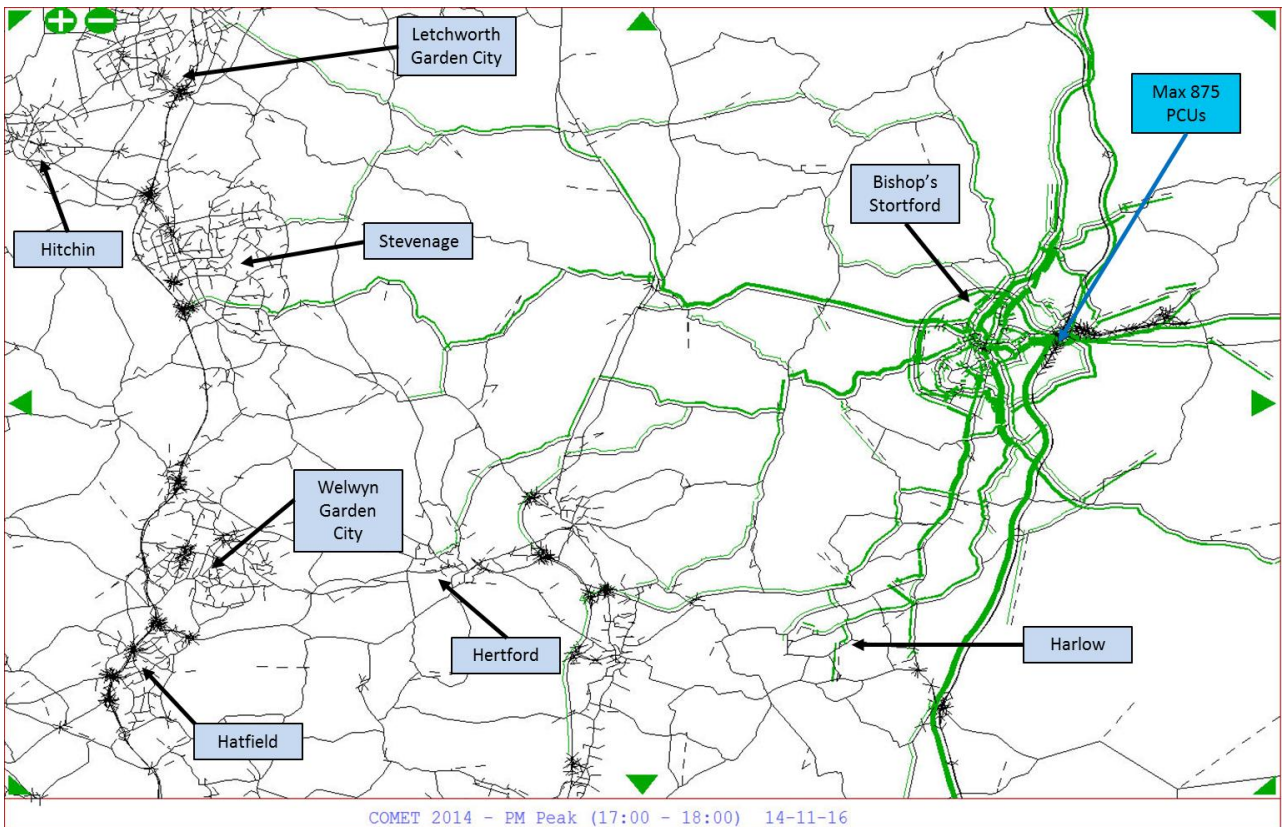 Letchworth
Garden City
Max 875
PCUs
Bishop's
Stortford
Hitchin
Stevenage
Welwyn
Garden
City
Hertford
Harlow
Hatfield
COMET 2014 - PM Peak (17:00 - 18:00) 14-11-16